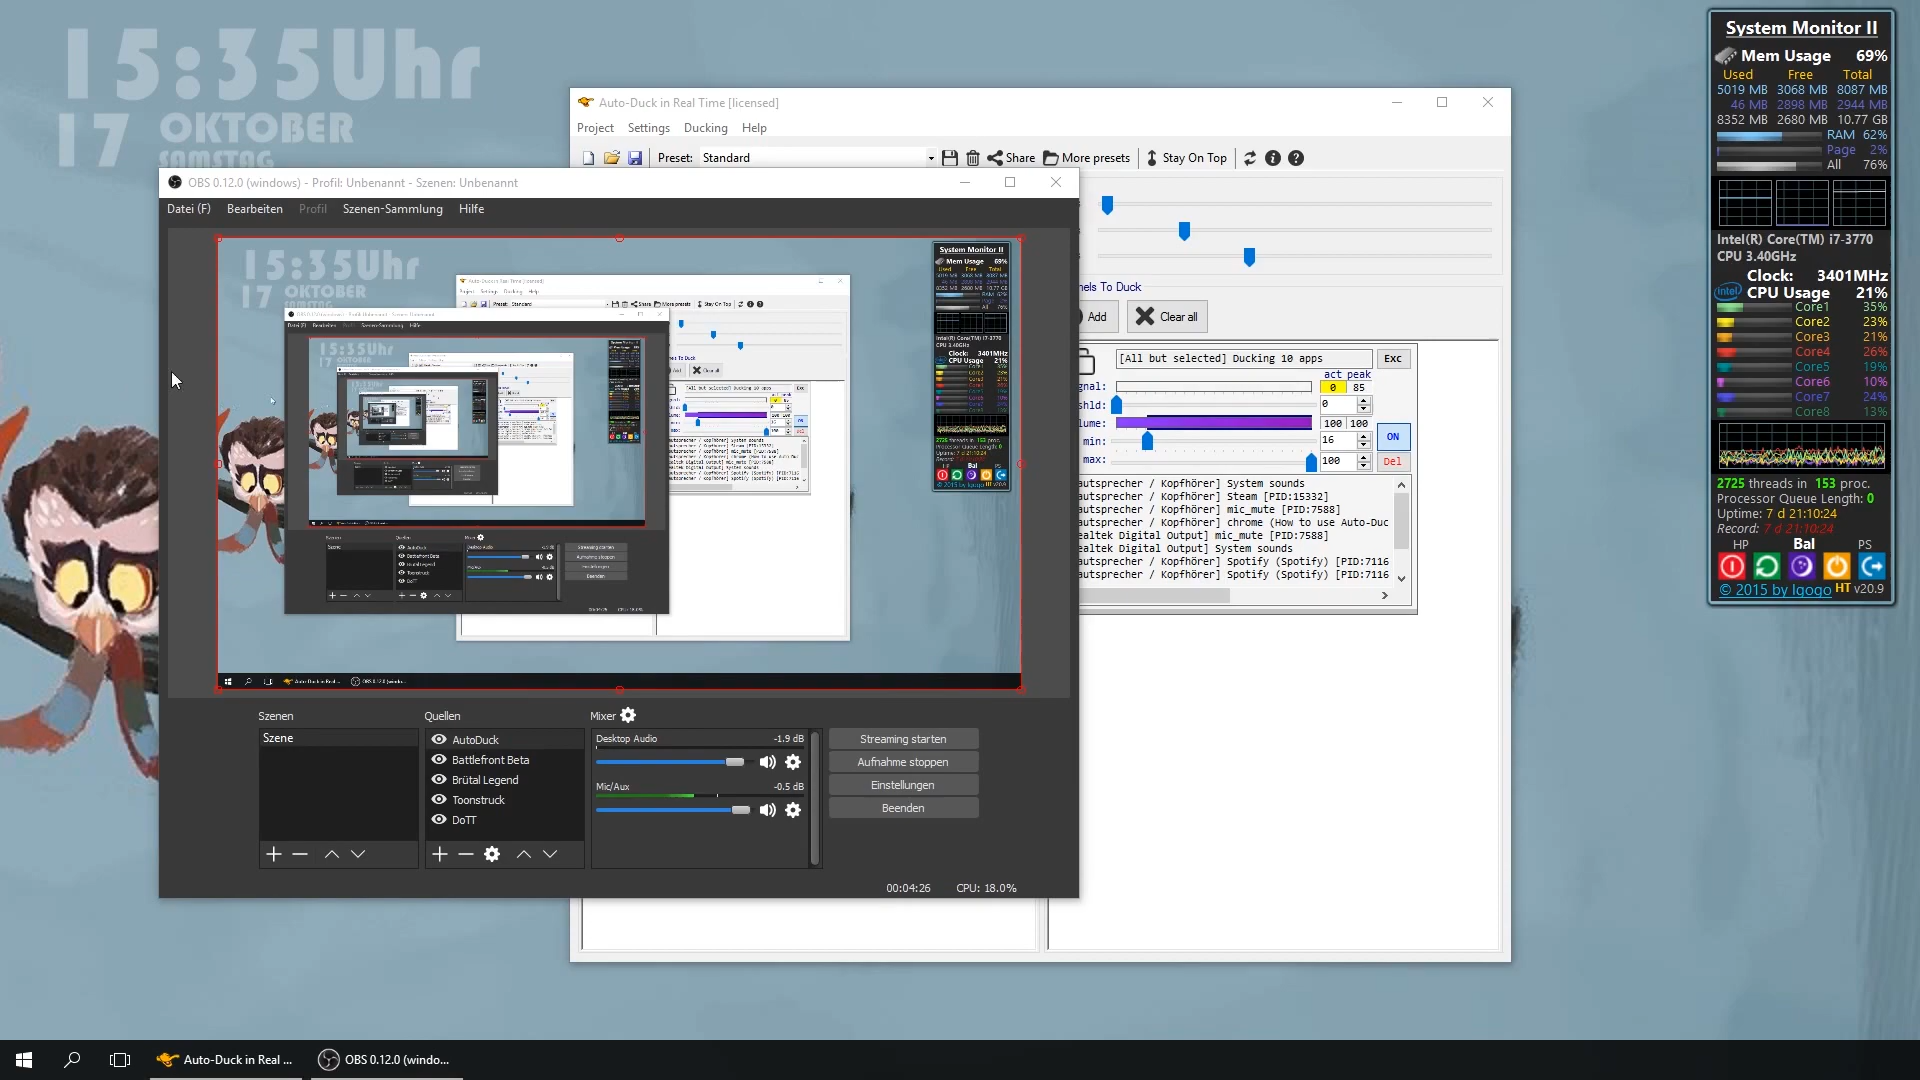 15:35Uhr
17 OKTOBER
SAMSTAG
Auto-Duck in Real Time [licensed]
Project Settings Ducking Help
Preset: Standard Share More presets Stay On Top
Add Clear all
[All but selected] Ducking 10 apps Exc
act peak
0 85
0
100 100
min: 16 ON
max: 100 Del
autsprecher / Kopfhörer] System sounds
autsprecher / Kopfhörer] Steam [PID:15332]
autsprecher / Kopfhörer] mic_mute [PID:7588]
autsprecher / Kopfhörer] chrome (How to use Auto-Duc
ealtek Digital Output] mic_mute [PID:7588]
ealtek Digital Output] System sounds
autsprecher / Kopfhörer] Spotify (Spotify) [PID:7116
autsprecher / Kopfhörer] Spotify (Spotify) [PID:7116
OBS 0.12.0 (windows) - Profil: Unbenannt - Szenen: Unbenannt
Datei (F) Bearbeiten Profil Szenen-Sammlung Hilfe
Szenen
Szene
Quellen
AutoDuck
Battlefront Beta
Brütal Legend
Toonstruck
DoTT
Mixer
Desktop Audio -1.9 dB
Mic/Aux -0.5 dB
Streaming starten
Aufnahme stoppen
Einstellungen
Beenden
00:04:26 CPU: 18.0%
System Monitor II
Mem Usage 69%
Used Free Total
5019 MB 3068 MB 8087 MB
46 MB 2898 MB 2944 MB
8352 MB 2680 MB 10.77 GB
RAM 62%
Page 2%
All 76%
Intel(R) Core(TM) i7-3770
CPU 3.40GHz
Clock: 3401MHz
intel CPU Usage 21%
Core1 35%
Core2 23%
Core3 21%
Core4 26%
Core5 19%
Core6 10%
Core7 24%
Core8 13%
2725 threads in 153 proc.
Processor Queue Length: 0
Uptime: 7 d 21:10:24
Record: 7 d 21:10:24
HP Bal PS
© 2015 by Igogo HT v20.9
Auto-Duck in Real ... OBS 0.12.0 (windo...